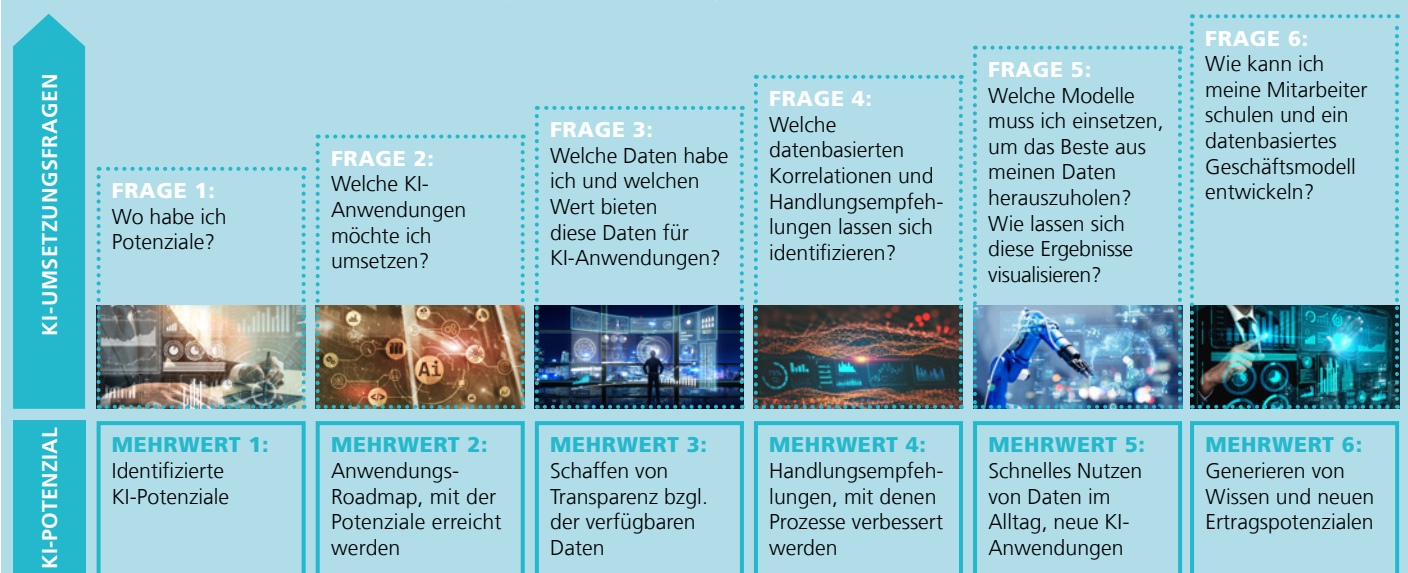 KI-UMSETZUNGSFRAGEN
FRAGE 1:
Wo habe ich
Potenziale?
FRAGE 2:
Welche KI-
Anwendungen
möchte ich
umsetzen?
FRAGE 3:
Welche Daten habe
ich und welchen
Wert bieten
diese Daten für
KI-Anwendungen?
FRAGE 4:
Welche
datenbasierten
Korrelationen und
Handlungsempfeh-
lungen lassen sich
identifizieren?
FRAGE 5:
Welche Modelle
muss ich einsetzen,
um das Beste aus
meinen Daten
herauszuholen?
Wie lassen sich
diese Ergebnisse
visualisieren?
FRAGE 6:
Wie kann ich
meine Mitarbeiter
schulen und ein
datenbasiertes
Geschäftsmodell
entwickeln?
Ai
</>
KI-POTENZIAL
MEHRWERT 1:
Identifizierte
KI-Potenziale
MEHRWERT 2:
Anwendungs-
Roadmap, mit der
Potenziale erreicht
werden
MEHRWERT 3:
Schaffen von
Transparenz bzgl.
der verfügbaren
Daten
MEHRWERT 4:
Handlungsempfeh-
lungen, mit denen
Prozesse verbessert
werden
MEHRWERT 5:
Schnelles Nutzen
von Daten im
Alltag, neue KI-
Anwendungen
MEHRWERT 6:
Generieren von
Wissen und neuen
Ertragspotenzialen